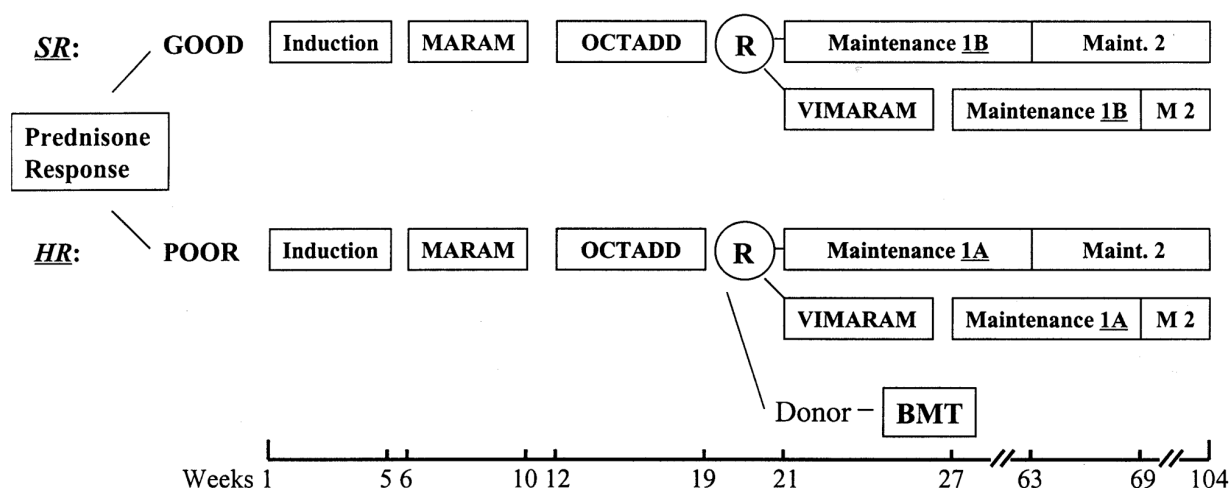 SR: GOOD Induction MARAM OCTADD R Maintenance 1B Maint. 2
VIMARAM Maintenance 1B M 2
Prednisone
Response
HR: POOR Induction MARAM OCTADD R Maintenance 1A Maint. 2
VIMARAM Maintenance 1A M 2
Donor – BMT
Weeks 1 5 6 10 12 19 21 27 63 69 104